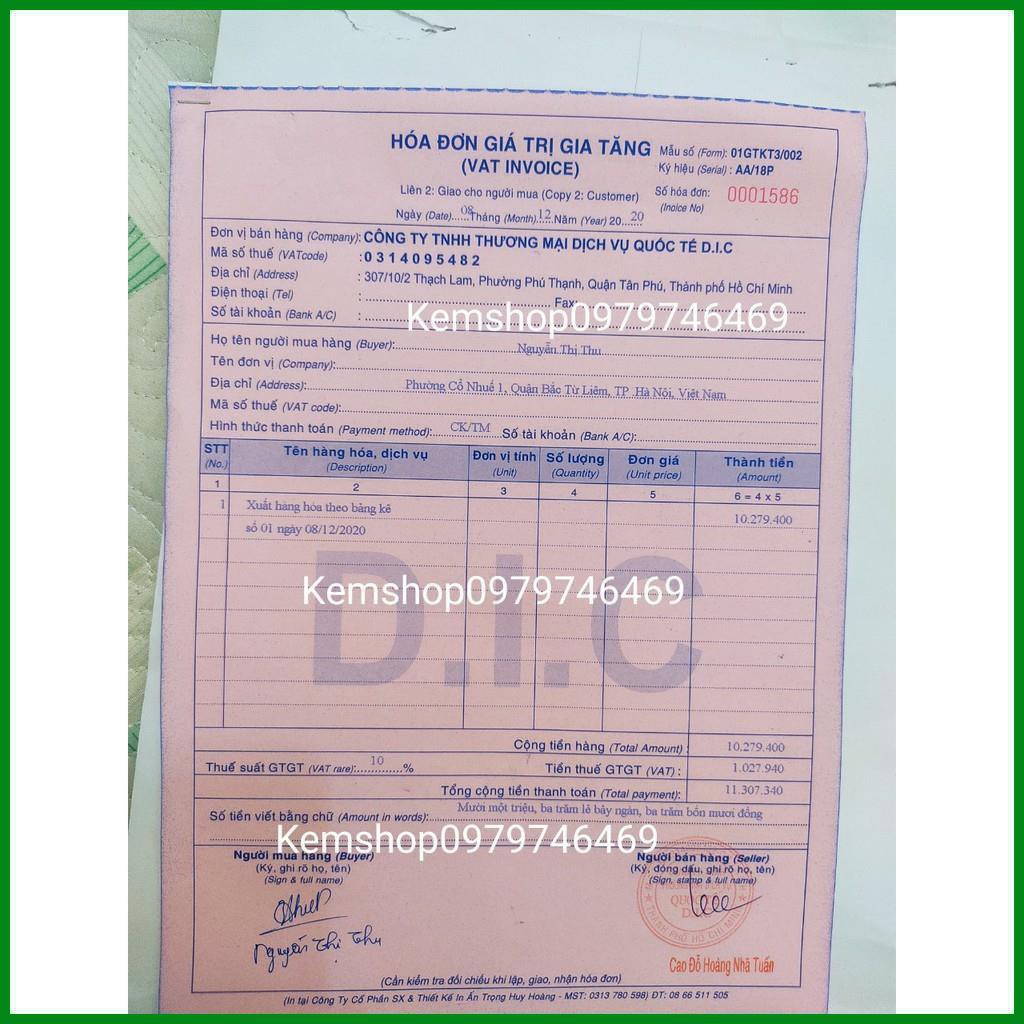 HÓA ĐƠN GIÁ TRỊ GIA TĂNG
(VAT INVOICE)
Mẫu số (Form): 01GTKT3/002
Ký hiệu (Serial) : AA/18P
Liên 2: Giao cho người mua (Copy 2: Customer)
Số hóa đơn: 0001586
(Inoice No)
Ngày (Date)....08Tháng (Month).12.Năm (Year) 20...20
Đơn vị bán hàng (Company): CÔNG TY TNHH THƯƠNG MẠI DỊCH VỤ QUỐC TẾ D.I.C
Mã số thuế (VATcode) : 0314095482
Địa chỉ (Address) : 307/10/2 Thạch Lam, Phường Phú Thạnh, Quận Tân Phú, Thành phố Hồ Chí Minh
Điện thoại (Tel) : Fax:
Số tài khoản (Bank A/C) :
Kemshop0979746469
Họ tên người mua hàng (Buyer): Nguyễn Thị Thu
Tên đơn vị (Company):
Địa chỉ (Address): Phường Cổ Nhuế 1, Quận Bắc Từ Liêm, TP .Hà Nội, Việt Nam
Mã số thuế (VAT code):
Hình thức thanh toán (Payment method): CK/TM Số tài khoản (Bank A/C):
STT Tên hàng hóa, dịch vụ Đơn vị tính Số lượng Đơn giá Thành tiền
(No.) (Description) (Unit) (Quantity) (Unit price) (Amount)
1 2 3 4 5 6 = 4 x 5
1 Xuất hàng hóa theo bảng kê 10.279.400
số 01 ngày 08/12/2020
D.I.C
Kemshop0979746469
Cộng tiền hàng (Total Amount) : 10.279.400
Thuế suất GTGT (VAT rare): 10 % Tiền thuế GTGT (VAT) : 1.027.940
Tổng cộng tiền thanh toán (Total payment): 11.307.340
Số tiền viết bằng chữ (Amount in words): Mười một triệu, ba trăm lẻ bảy ngàn, ba trăm bốn mươi đồng
Kemshop0979746469
Người mua hàng (Buyer) Người bán hàng (Seller)
(Ký, ghi rõ họ, tên) (Ký, đóng dấu, ghi rõ họ, tên)
(Sign & full name) (Sign, stamp & full name)
QUỐC TẾ
D.I.C
THÀNH PHỐ HỒ CHÍ MINH
Nguyễn Thị Thu
Cao Đỗ Hoàng Nhã Tuấn
(Cần kiểm tra đối chiếu khi lập, giao, nhận hóa đơn)
(In tại Công Ty Cổ Phần SX & Thiết Kế In Ấn Trọng Huy Hoàng - MST: 0313 780 598) ĐT: 08 66 511 505